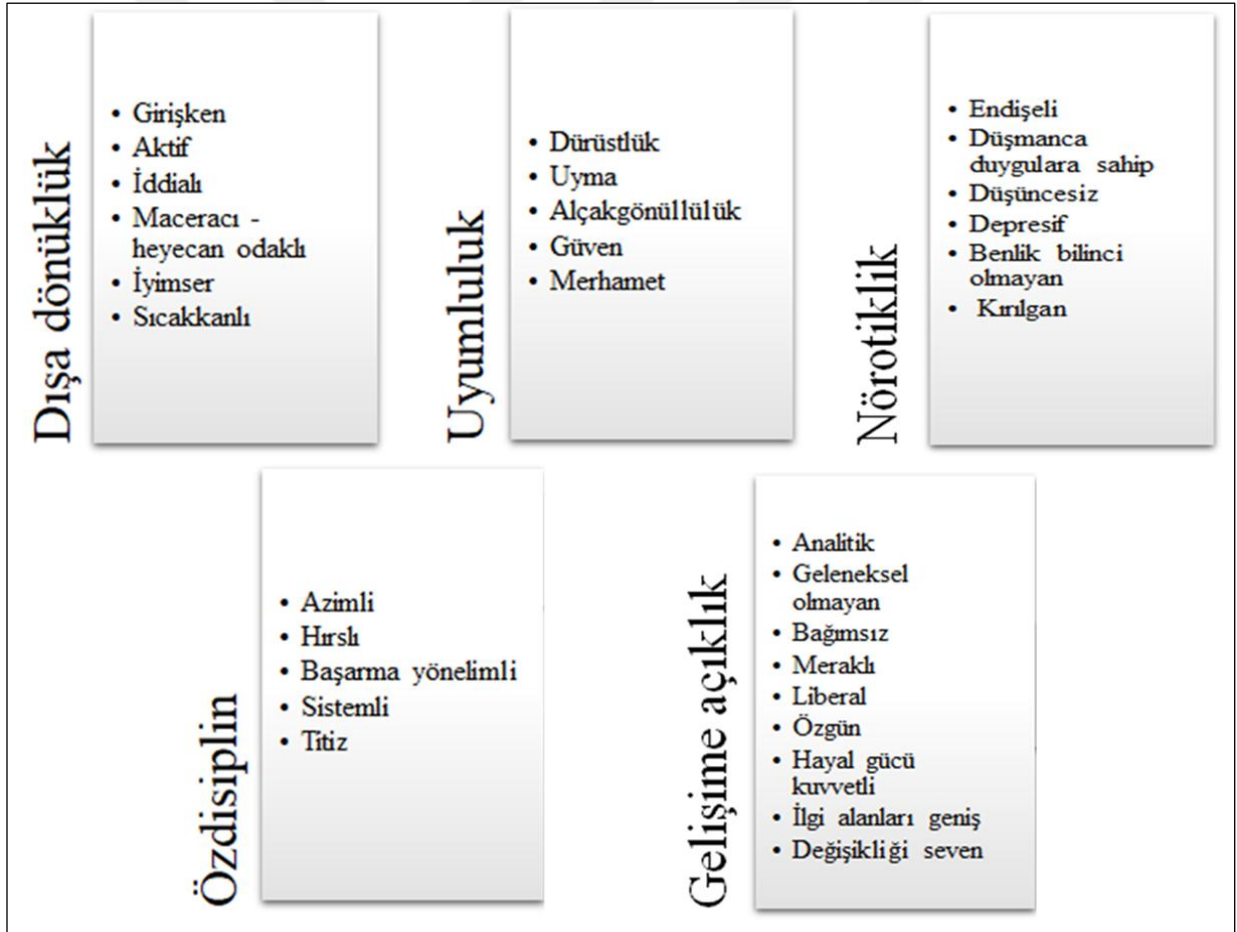 Dışa dönüklük
• Girişken
• Aktif
• İddialı
• Maceracı -
heyecan odaklı
• İyimser
• Sıcakkanlı
Uyumluluk
• Dürüstlük
• Uyma
• Alçakgönüllülük
• Güven
• Merhamet
Nörotiklik
• Endişeli
• Düşmanca
duygulara sahip
• Düşüncesiz
• Depresif
• Benlik bilinci
olmayan
• Kırılgan
Özdisiplin
• Azimli
• Hırslı
• Başarma yönelimli
• Sistemli
• Titiz
Gelişime açıklık
• Analitik
• Geleneksel
olmayan
• Bağımsız
• Meraklı
• Liberal
• Özgün
• Hayal gücü
kuvvetli
• İlgi alanları geniş
• Değişikliği seven